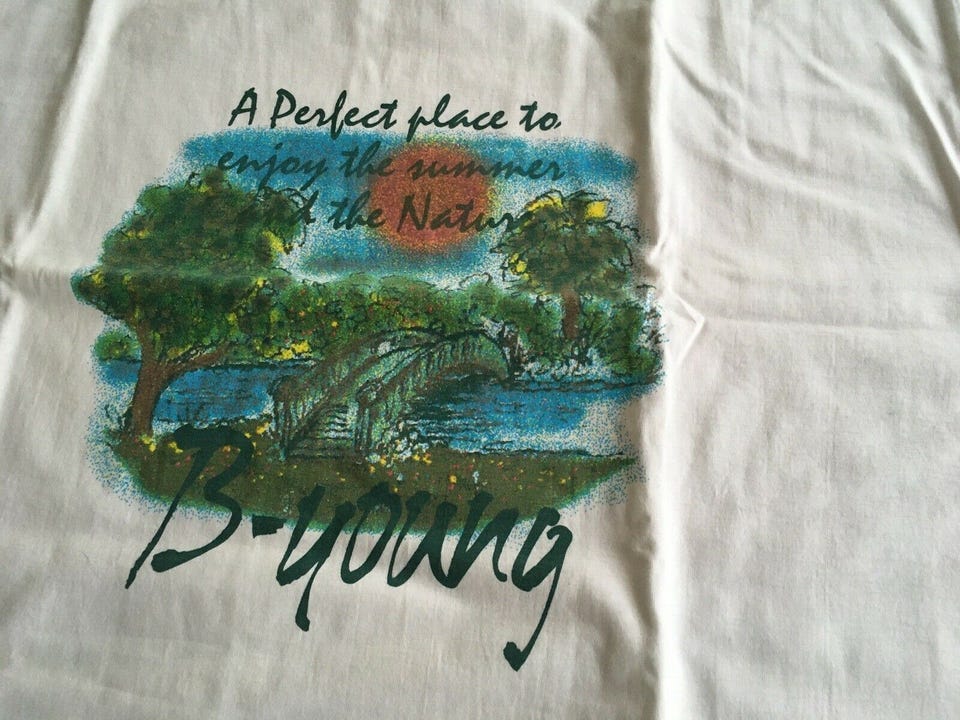 A Perfect place to
enjoy the summer
and the Nature
B-young